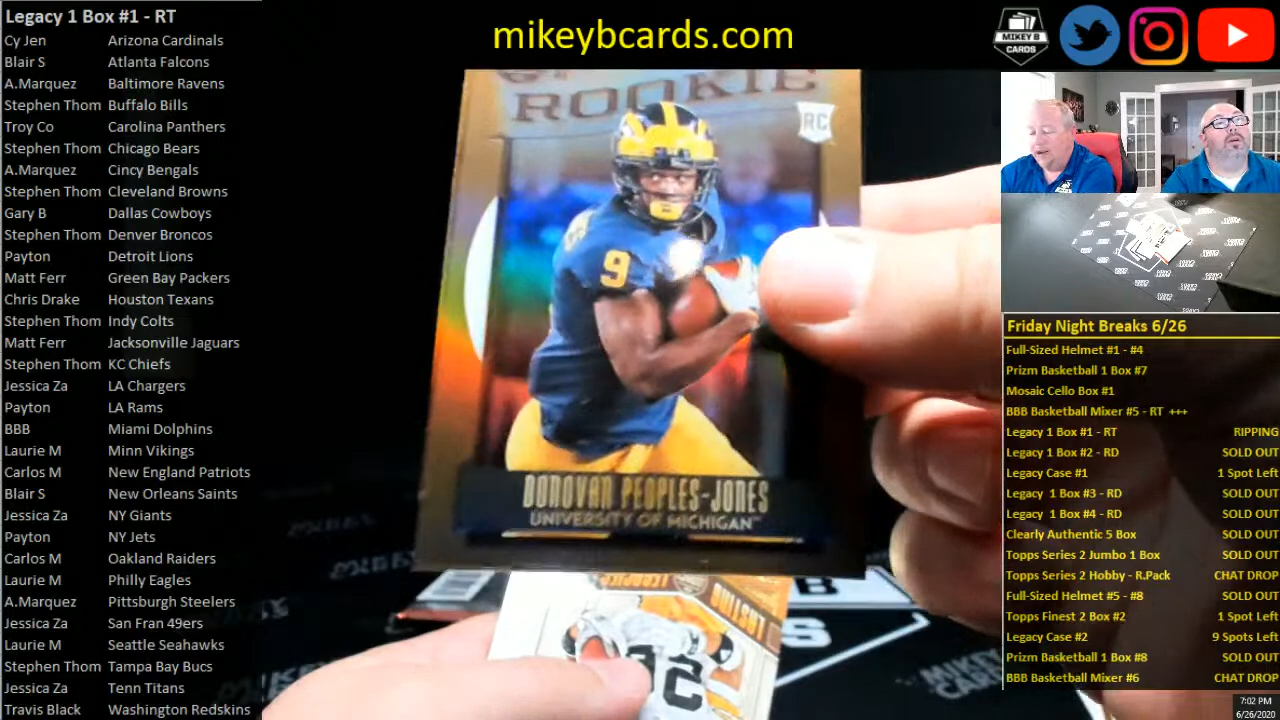 Legacy 1 Box #1 - RT
Cy Jen Arizona Cardinals
Blair S Atlanta Falcons
A.Marquez Baltimore Ravens
Stephen Thom Buffalo Bills
Troy Co Carolina Panthers
Stephen Thom Chicago Bears
A.Marquez Cincy Bengals
Stephen Thom Cleveland Browns
Gary B Dallas Cowboys
Stephen Thom Denver Broncos
Payton Detroit Lions
Matt Ferr Green Bay Packers
Chris Drake Houston Texans
Stephen Thom Indy Colts
Matt Ferr Jacksonville Jaguars
Stephen Thom KC Chiefs
Jessica Za LA Chargers
Payton LA Rams
BBB Miami Dolphins
Laurie M Minn Vikings
Carlos M New England Patriots
Blair S New Orleans Saints
Jessica Za NY Giants
Payton NY Jets
Carlos M Oakland Raiders
Laurie M Philly Eagles
A.Marquez Pittsburgh Steelers
Jessica Za San Fran 49ers
Laurie M Seattle Seahawks
Stephen Thom Tampa Bay Bucs
Jessica Za Tenn Titans
Travis Black Washington Redskins
mikeybcards.com
MIKEY B
CARDS
ROOKIE
RC
9
DONOVAN PEOPLES-JONES
UNIVERSITY OF MICHIGAN
Friday Night Breaks 6/26
Full-Sized Helmet #1 - #4
Prizm Basketball 1 Box #7
Mosaic Cello Box #1
BBB Basketball Mixer #5 - RT +++
Legacy 1 Box #1 - RT RIPPING
Legacy 1 Box #2 - RD SOLD OUT
Legacy Case #1 1 Spot Left
Legacy 1 Box #3 - RD SOLD OUT
Legacy 1 Box #4 - RD SOLD OUT
Clearly Authentic 5 Box SOLD OUT
Topps Series 2 Jumbo 1 Box SOLD OUT
Topps Series 2 Hobby - R.Pack CHAT DROP
Full-Sized Helmet #5 - #8 SOLD OUT
Topps Finest 2 Box #2 1 Spot Left
Legacy Case #2 9 Spots Left
Prizm Basketball 1 Box #8 SOLD OUT
BBB Basketball Mixer #6 CHAT DROP
7:02 PM
6/26/2020